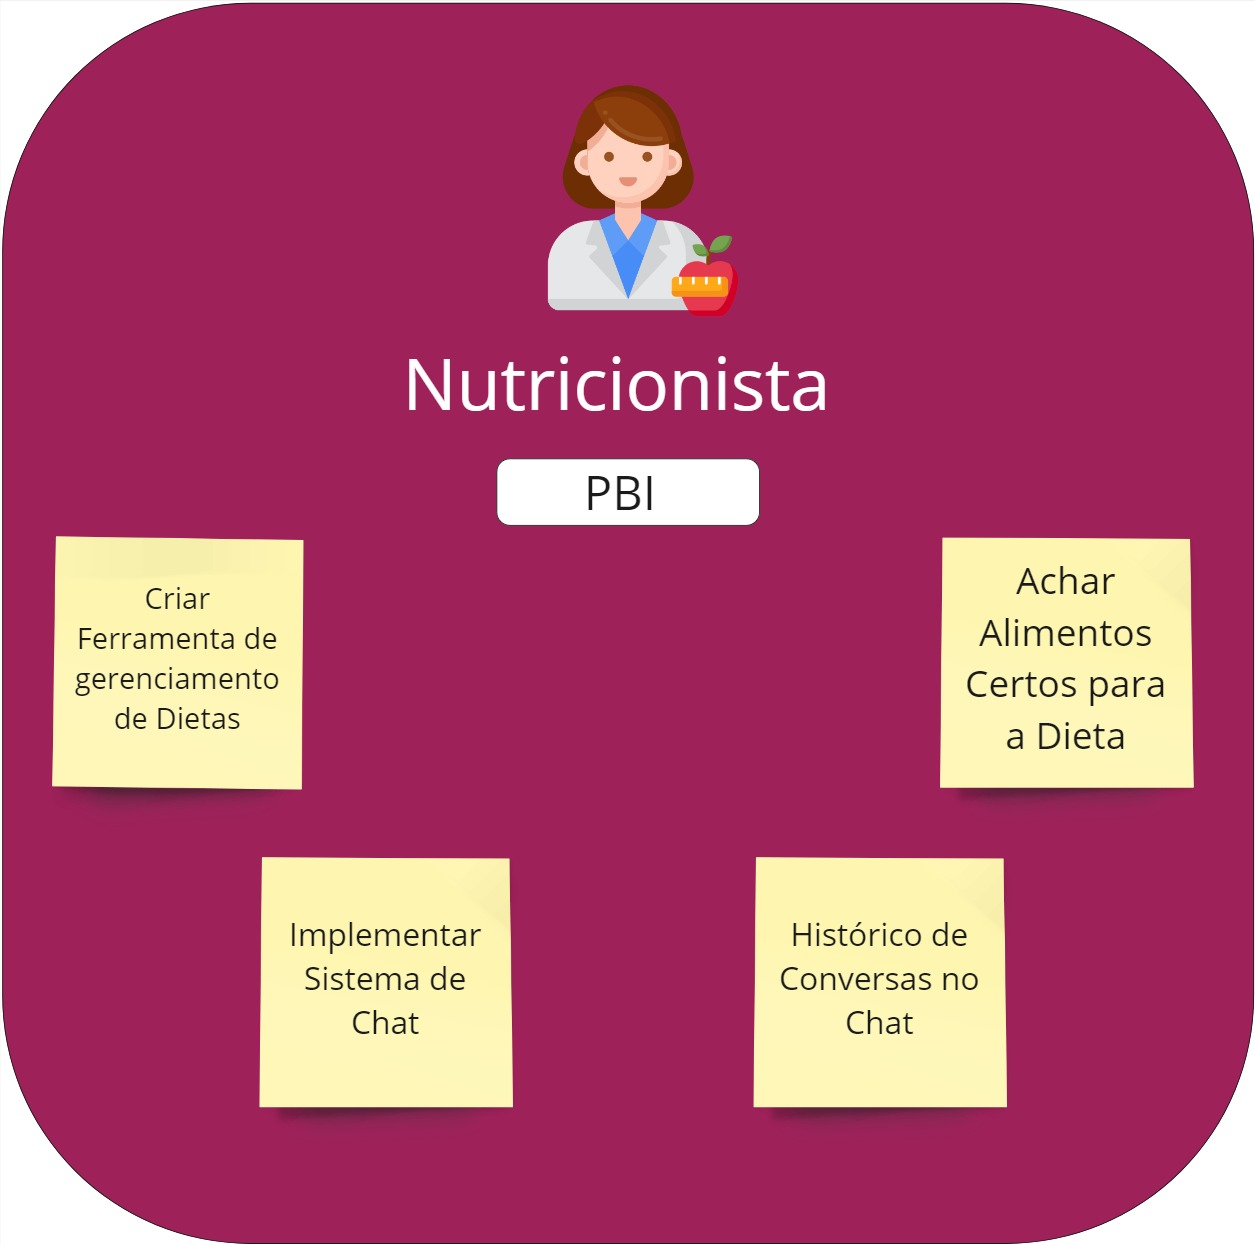 Nutricionista
PBI
Criar
Ferramenta de
gerenciamento
de Dietas
Achar
Alimentos
Certos para
a Dieta
Implementar
Sistema de
Chat
Histórico de
Conversas no
Chat